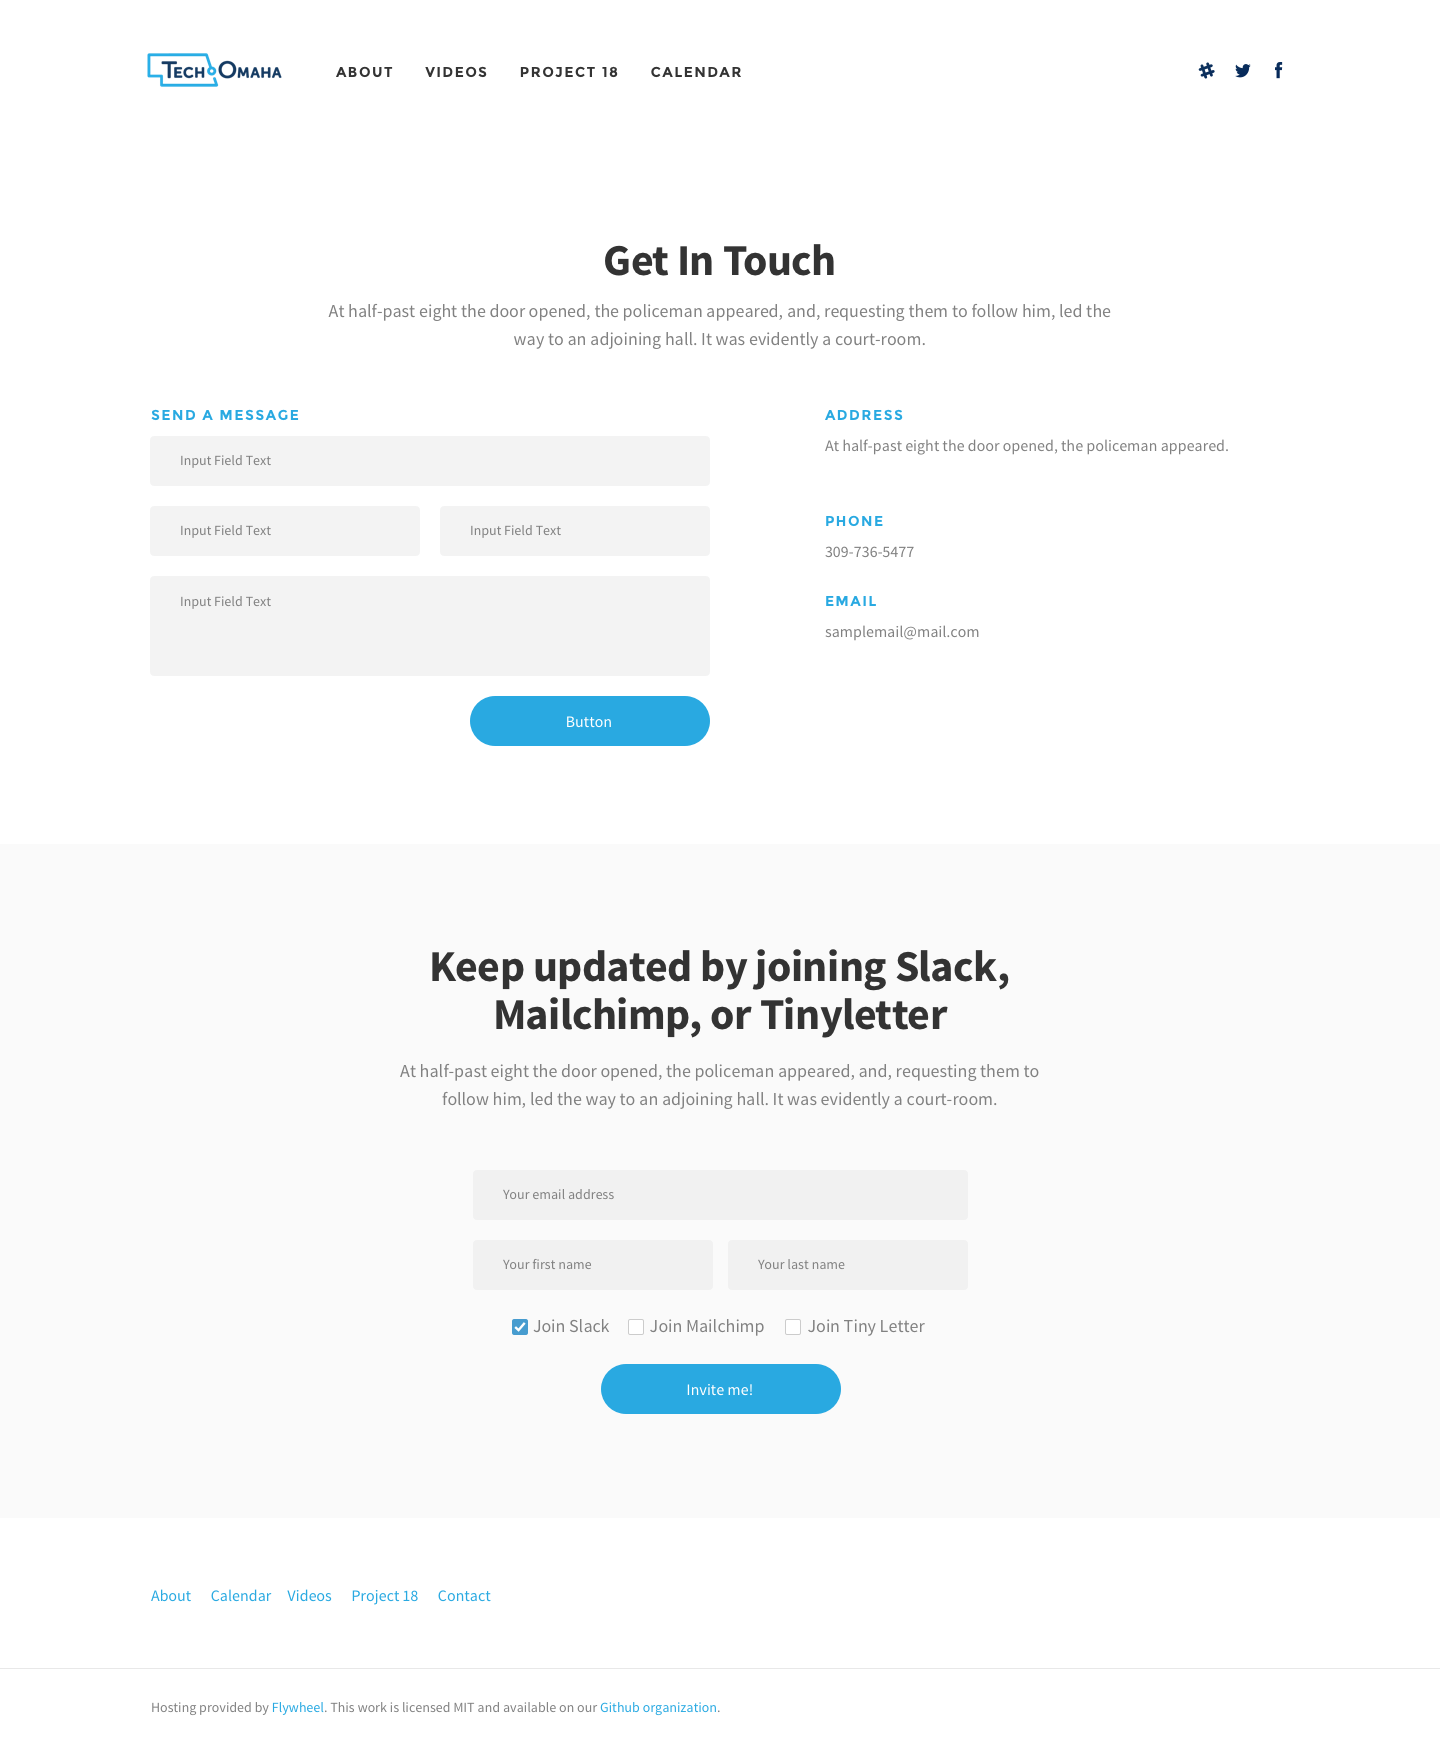 TECH OMAHA
ABOUT VIDEOS PROJECT 18 CALENDAR
Get In Touch
At half-past eight the door opened, the policeman appeared, and, requesting them to follow him, led the
way to an adjoining hall. It was evidently a court-room.
SEND A MESSAGE
Input Field Text
Input Field Text
Input Field Text
Input Field Text
Button
ADDRESS
At half-past eight the door opened, the policeman appeared.
PHONE
309-736-5477
EMAIL
samplemail@mail.com
Keep updated by joining Slack,
Mailchimp, or Tinyletter
At half-past eight the door opened, the policeman appeared, and, requesting them to
follow him, led the way to an adjoining hall. It was evidently a court-room.
Your email address
Your first name
Your last name
Join Slack Join Mailchimp Join Tiny Letter
Invite me!
About Calendar Videos Project 18 Contact
Hosting provided by Flywheel. This work is licensed MIT and available on our Github organization.